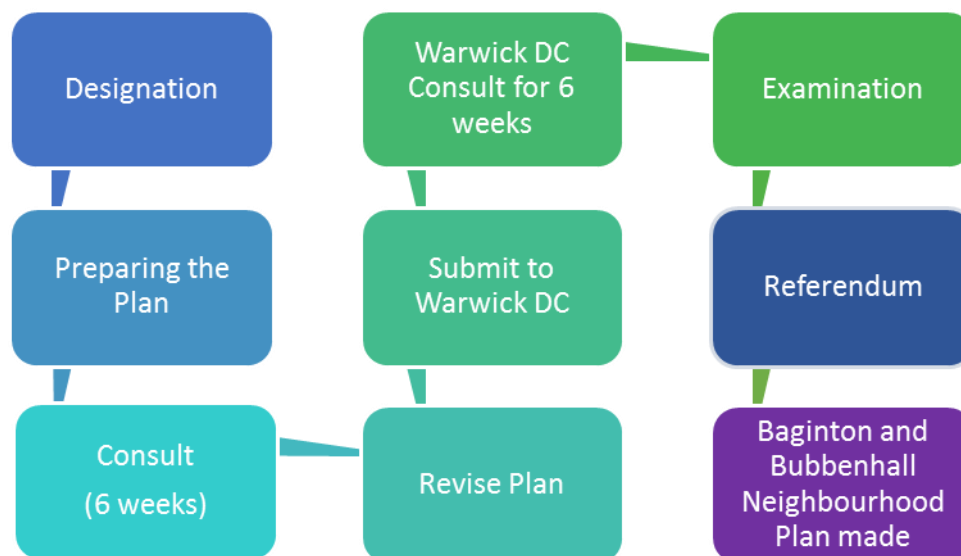 Designation
Preparing the
Plan
Consult
(6 weeks)
Revise Plan
Submit to
Warwick DC
Warwick DC
Consult for 6
weeks
Examination
Referendum
Baginton and
Bubbenhall
Neighbourhood
Plan made